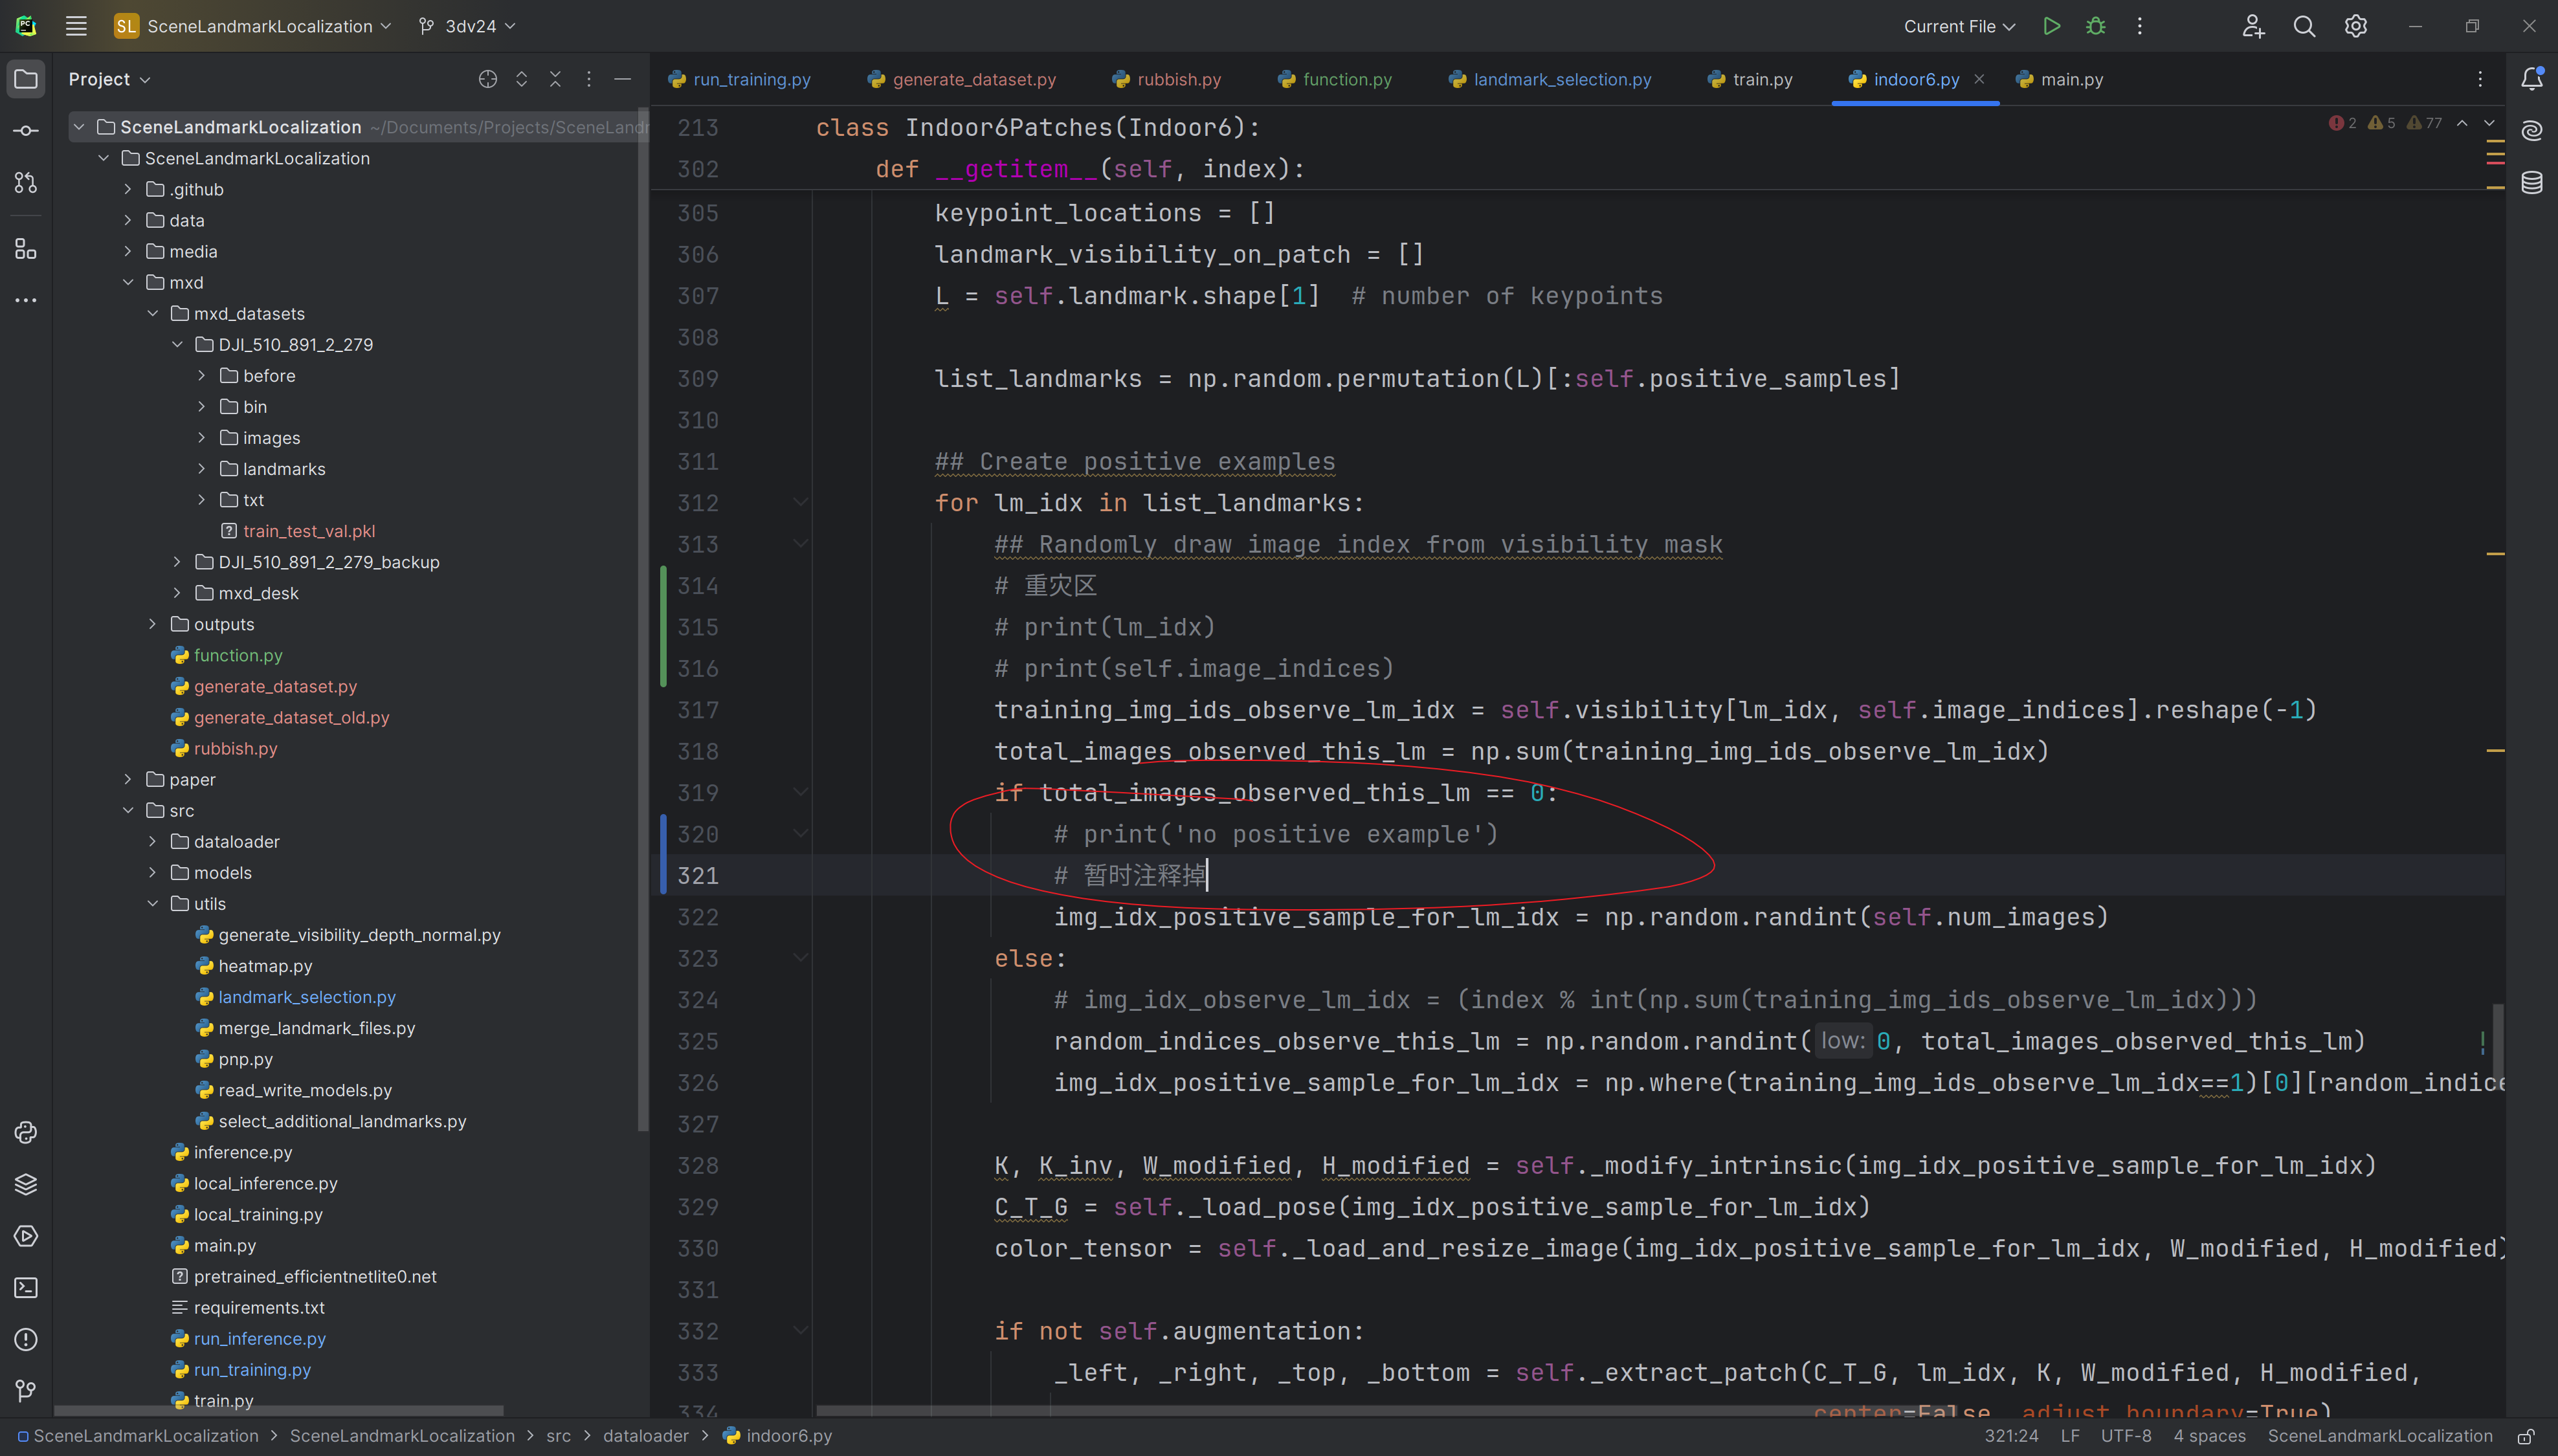 SL SceneLandmarkLocalization 3dv24 Current File
Project
SceneLandmarkLocalization ~/Documents/Projects/SceneLandm
SceneLandmarkLocalization
.github
data
media
mxd
mxd_datasets
DJI_510_891_2_279
before
bin
images
landmarks
txt
train_test_val.pkl
DJI_510_891_2_279_backup
mxd_desk
outputs
function.py
generate_dataset.py
generate_dataset_old.py
rubbish.py
paper
src
dataloader
models
utils
generate_visibility_depth_normal.py
heatmap.py
landmark_selection.py
merge_landmark_files.py
pnp.py
read_write_models.py
select_additional_landmarks.py
inference.py
local_inference.py
local_training.py
main.py
pretrained_efficientnetlite0.net
requirements.txt
run_inference.py
run_training.py
train.py
run_training.py generate_dataset.py rubbish.py function.py landmark_selection.py train.py indoor6.py main.py
2 5 77
213 class Indoor6Patches(Indoor6):
302 def __getitem__(self, index):
305 keypoint_locations = []
306 landmark_visibility_on_patch = []
307 L = self.landmark.shape[1]  # number of keypoints
308
309 list_landmarks = np.random.permutation(L)[:self.positive_samples]
310
311 ## Create positive examples
312 for lm_idx in list_landmarks:
313 ## Randomly draw image index from visibility mask
314 # 重灾区
315 # print(lm_idx)
316 # print(self.image_indices)
317 training_img_ids_observe_lm_idx = self.visibility[lm_idx, self.image_indices].reshape(-1)
318 total_images_observed_this_lm = np.sum(training_img_ids_observe_lm_idx)
319 if total_images_observed_this_lm == 0:
320 # print('no positive example')
321 # 暂时注释掉
322 img_idx_positive_sample_for_lm_idx = np.random.randint(self.num_images)
323 else:
324 # img_idx_observe_lm_idx = (index % int(np.sum(training_img_ids_observe_lm_idx)))
325 random_indices_observe_this_lm = np.random.randint( low: 0, total_images_observed_this_lm)
326 img_idx_positive_sample_for_lm_idx = np.where(training_img_ids_observe_lm_idx==1)[0][random_indice
327
328 K, K_inv, W_modified, H_modified = self._modify_intrinsic(img_idx_positive_sample_for_lm_idx)
329 C_T_G = self._load_pose(img_idx_positive_sample_for_lm_idx)
330 color_tensor = self._load_and_resize_image(img_idx_positive_sample_for_lm_idx, W_modified, H_modified)
331
332 if not self.augmentation:
333 _left, _right, _top, _bottom = self._extract_patch(C_T_G, lm_idx, K, W_modified, H_modified,
334 center=False, adjust_boundary=True)
SceneLandmarkLocalization > SceneLandmarkLocalization > src > dataloader > indoor6.py 321:24 LF UTF-8 4 spaces SceneLandmarkLocalization